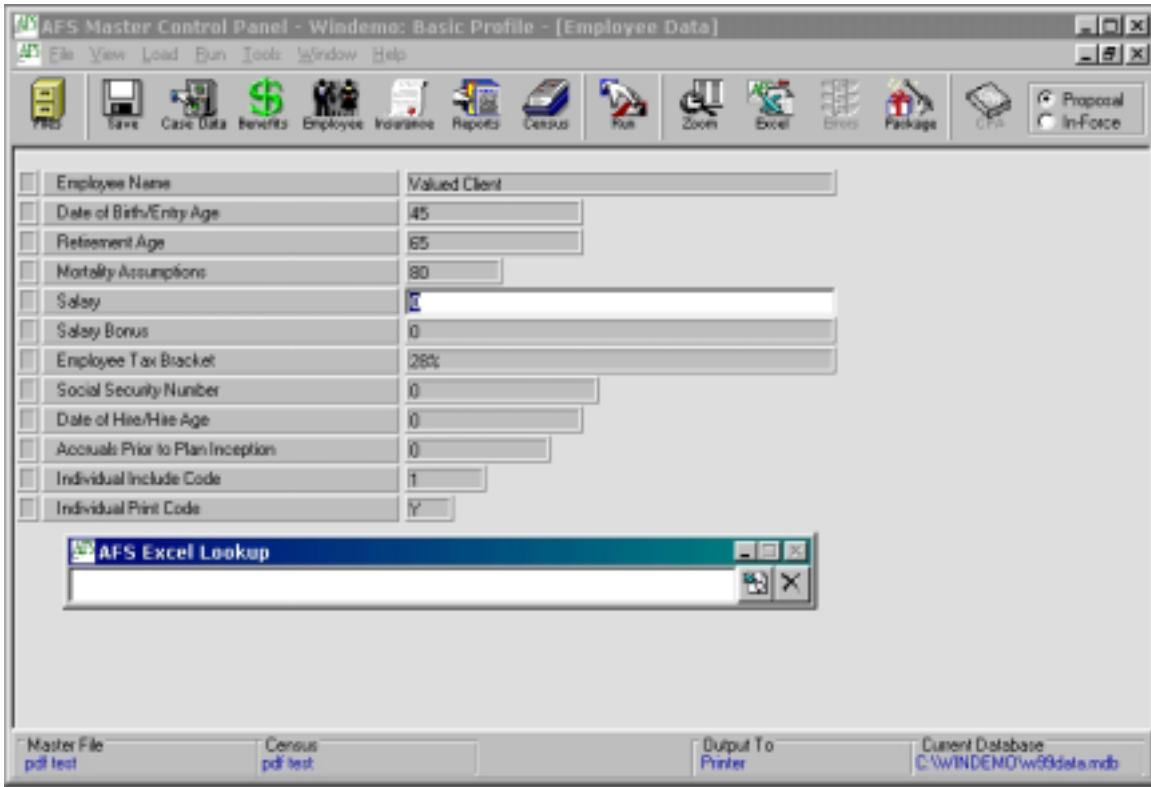 AFS Master Control Panel - Windemo: Basic Profile - [Employee Data]
File View Load Run Tools Window Help
Files Save Case Data Benefits Employee Insurance Reports Census Run Zoom Excel Errors Package CPA
Proposal
In-Force
Employee Name Valued Client
Date of Birth/Entry Age 45
Retirement Age 65
Mortality Assumptions 80
Salary 0
Salary Bonus 0
Employee Tax Bracket 28%
Social Security Number 0
Date of Hire/Hire Age 0
Accruals Prior to Plan Inception 0
Individual Include Code 1
Individual Print Code Y
AFS Excel Lookup
Master File Census Output To Current Database
pdf test pdf test Printer C:\WINDEMO\w99data.mdb